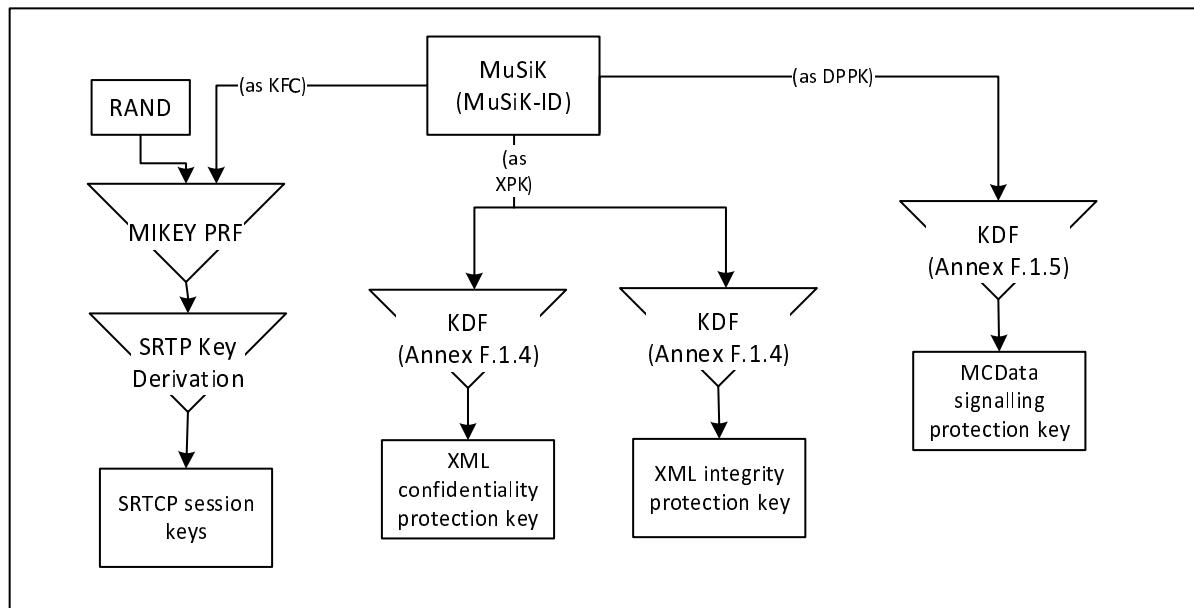 MuSiK
(MuSiK-ID)
(as KFC)
(as DPPK)
RAND
(as
XPK)
MIKEY PRF
KDF
(Annex F.1.5)
KDF
(Annex F.1.4)
KDF
(Annex F.1.4)
SRTP Key
Derivation
MCData
signalling
protection key
XML
confidentiality
protection key
XML integrity
protection key
SRTCP session
keys